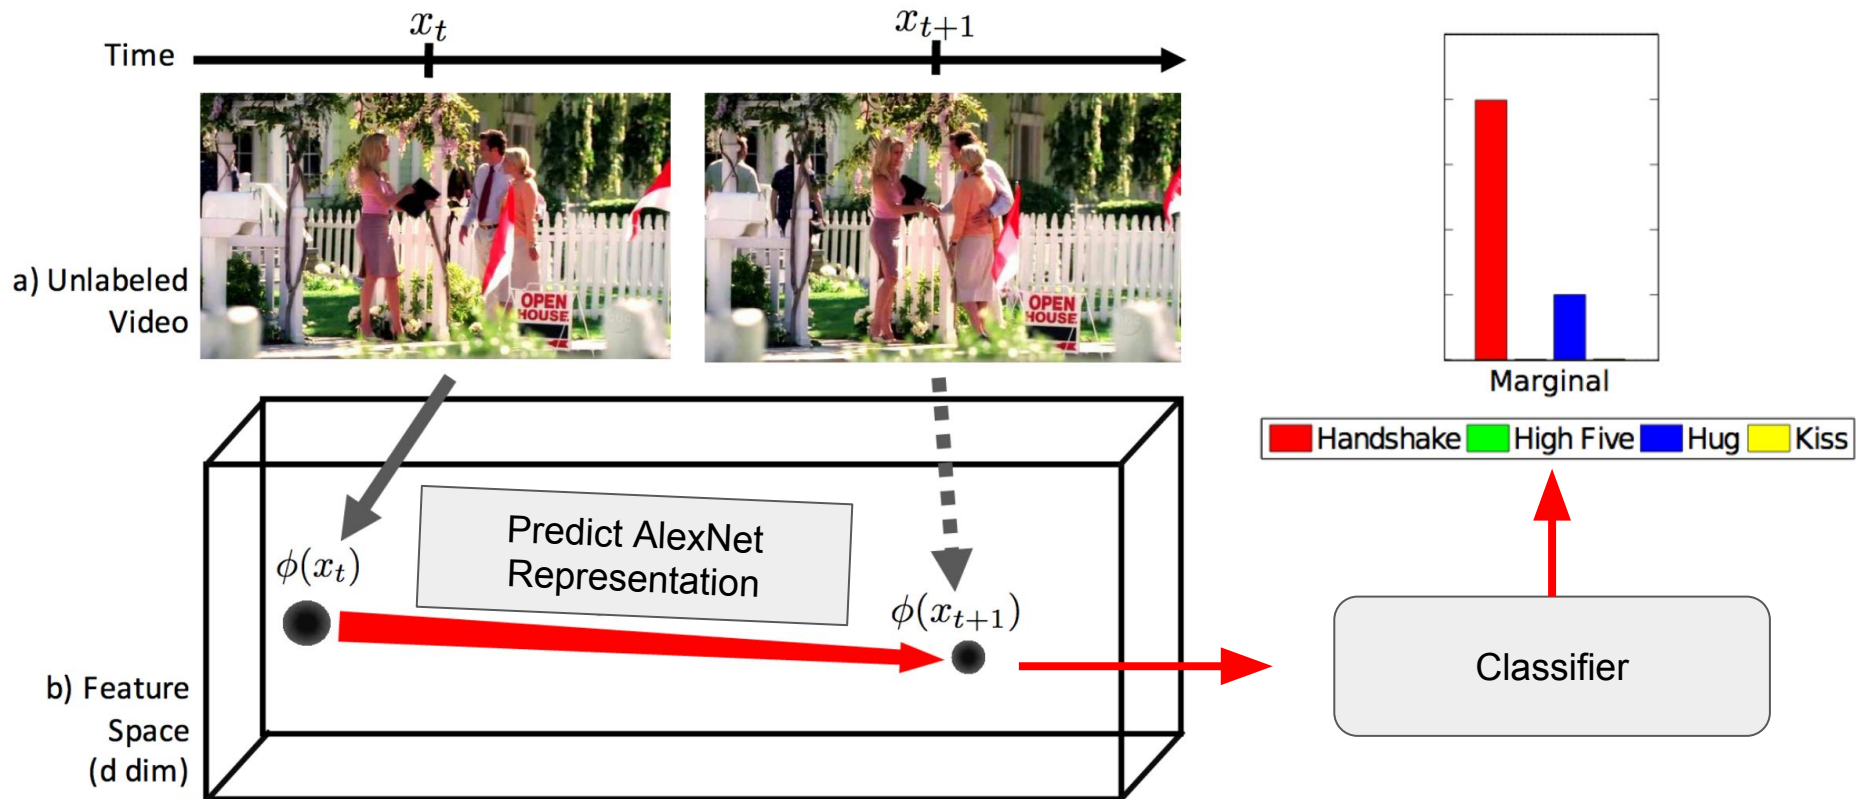 x_t
x_{t+1}
Time
a) Unlabeled
Video
OPEN
HOUSE
OPEN
HOUSE
Marginal
Handshake High Five Hug Kiss
Predict AlexNet
Representation
ϕ(x_t)
ϕ(x_{t+1})
b) Feature
Space
(d dim)
Classifier